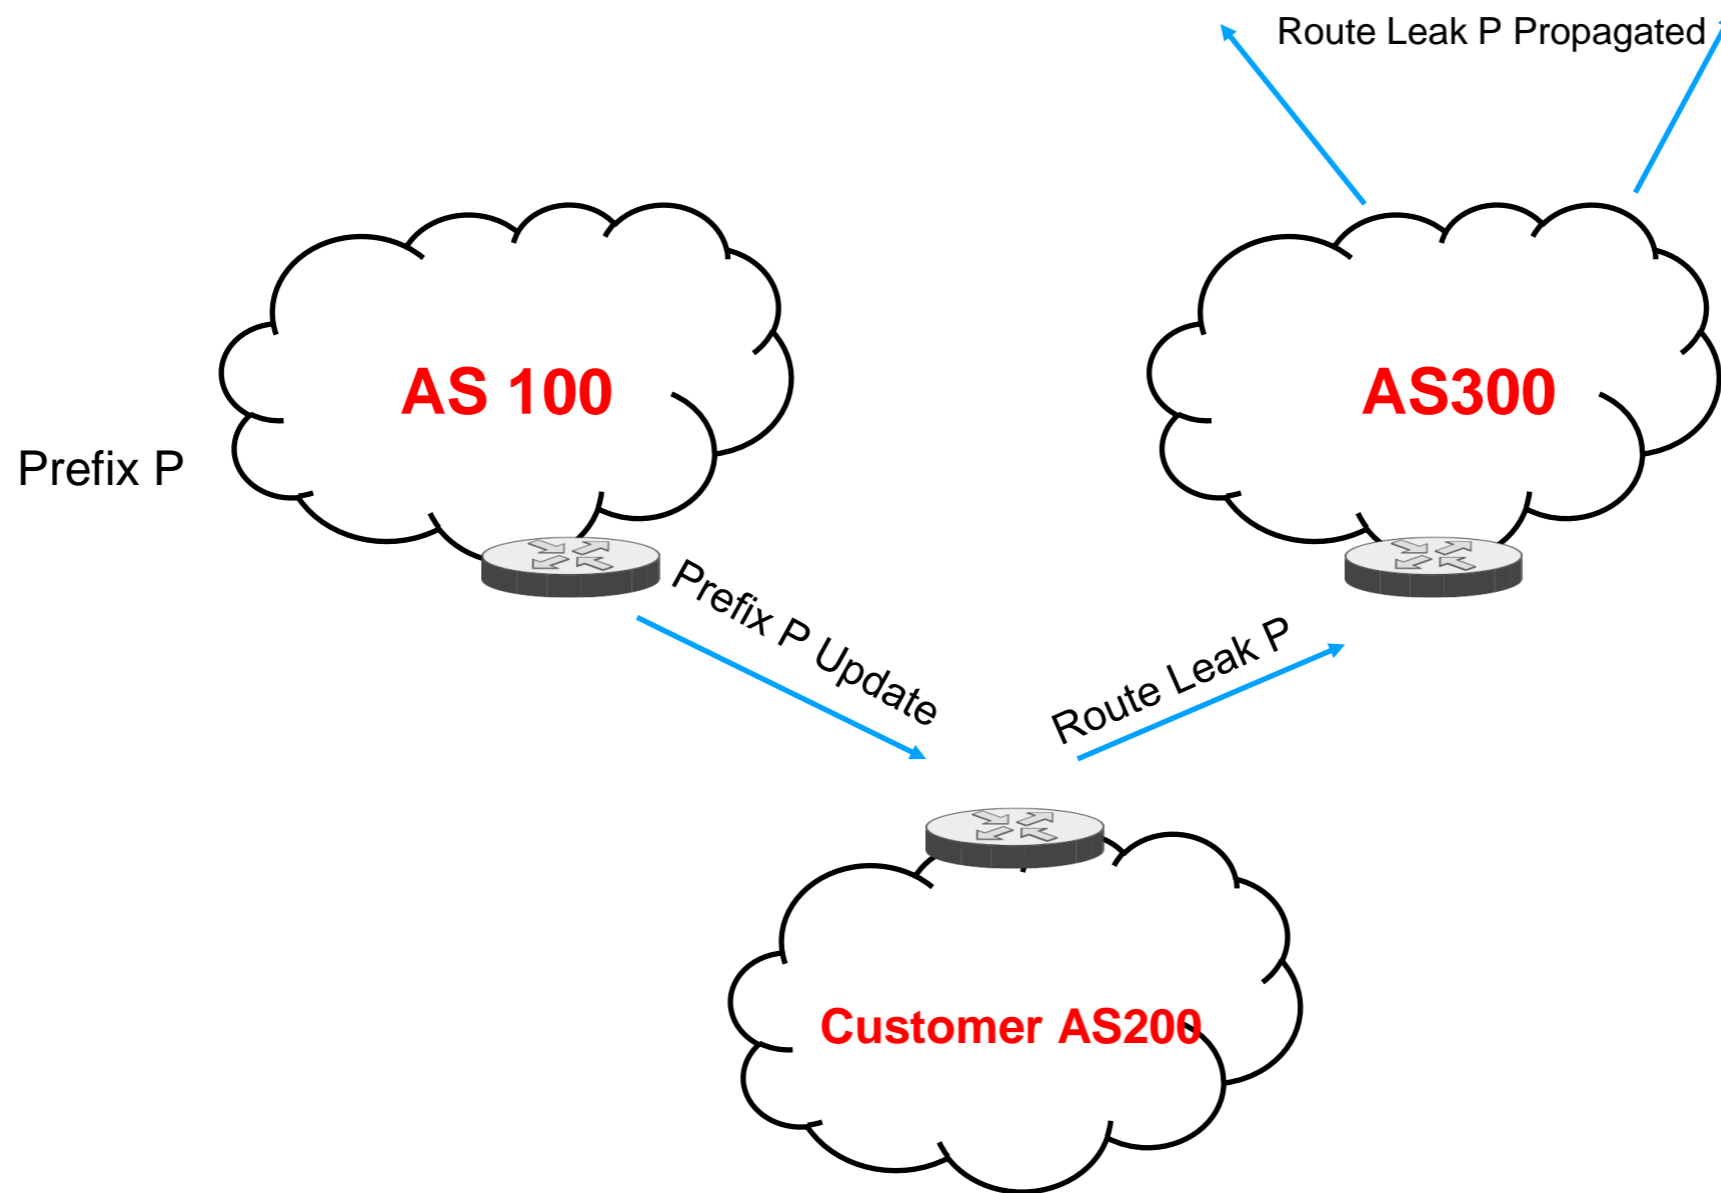 Route Leak P Propagated
AS 100
AS300
Prefix P
Prefix P Update
Route Leak P
Customer AS200